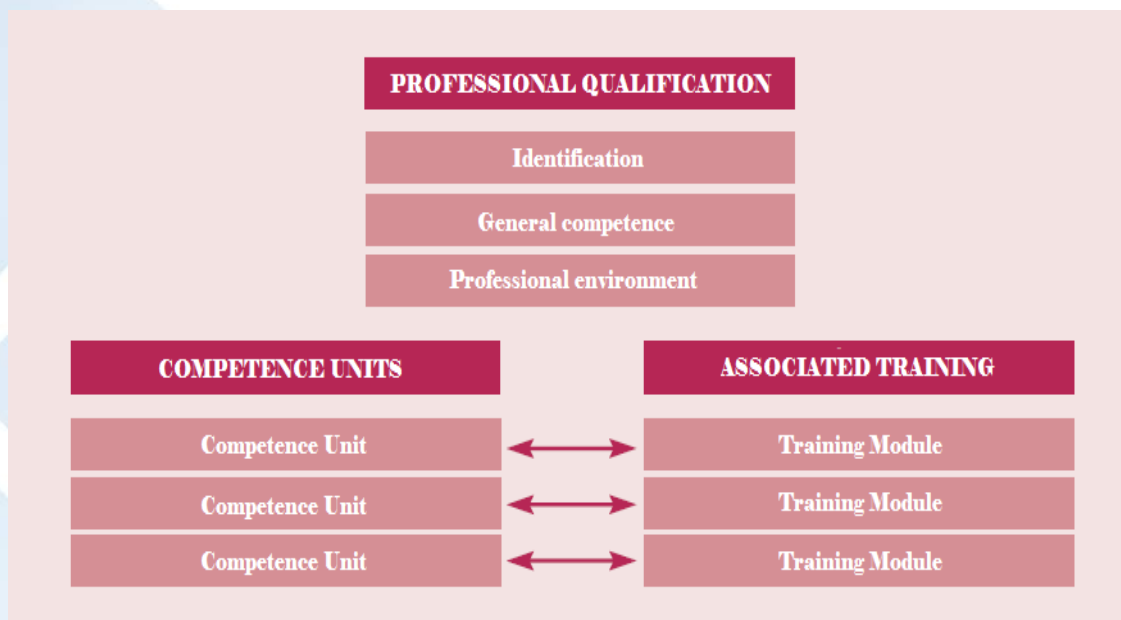 PROFESSIONAL QUALIFICATION
Identification
General competence
Professional environment
COMPETENCE UNITS
ASSOCIATED TRAINING
Competence Unit
Training Module
Competence Unit
Training Module
Competence Unit
Training Module